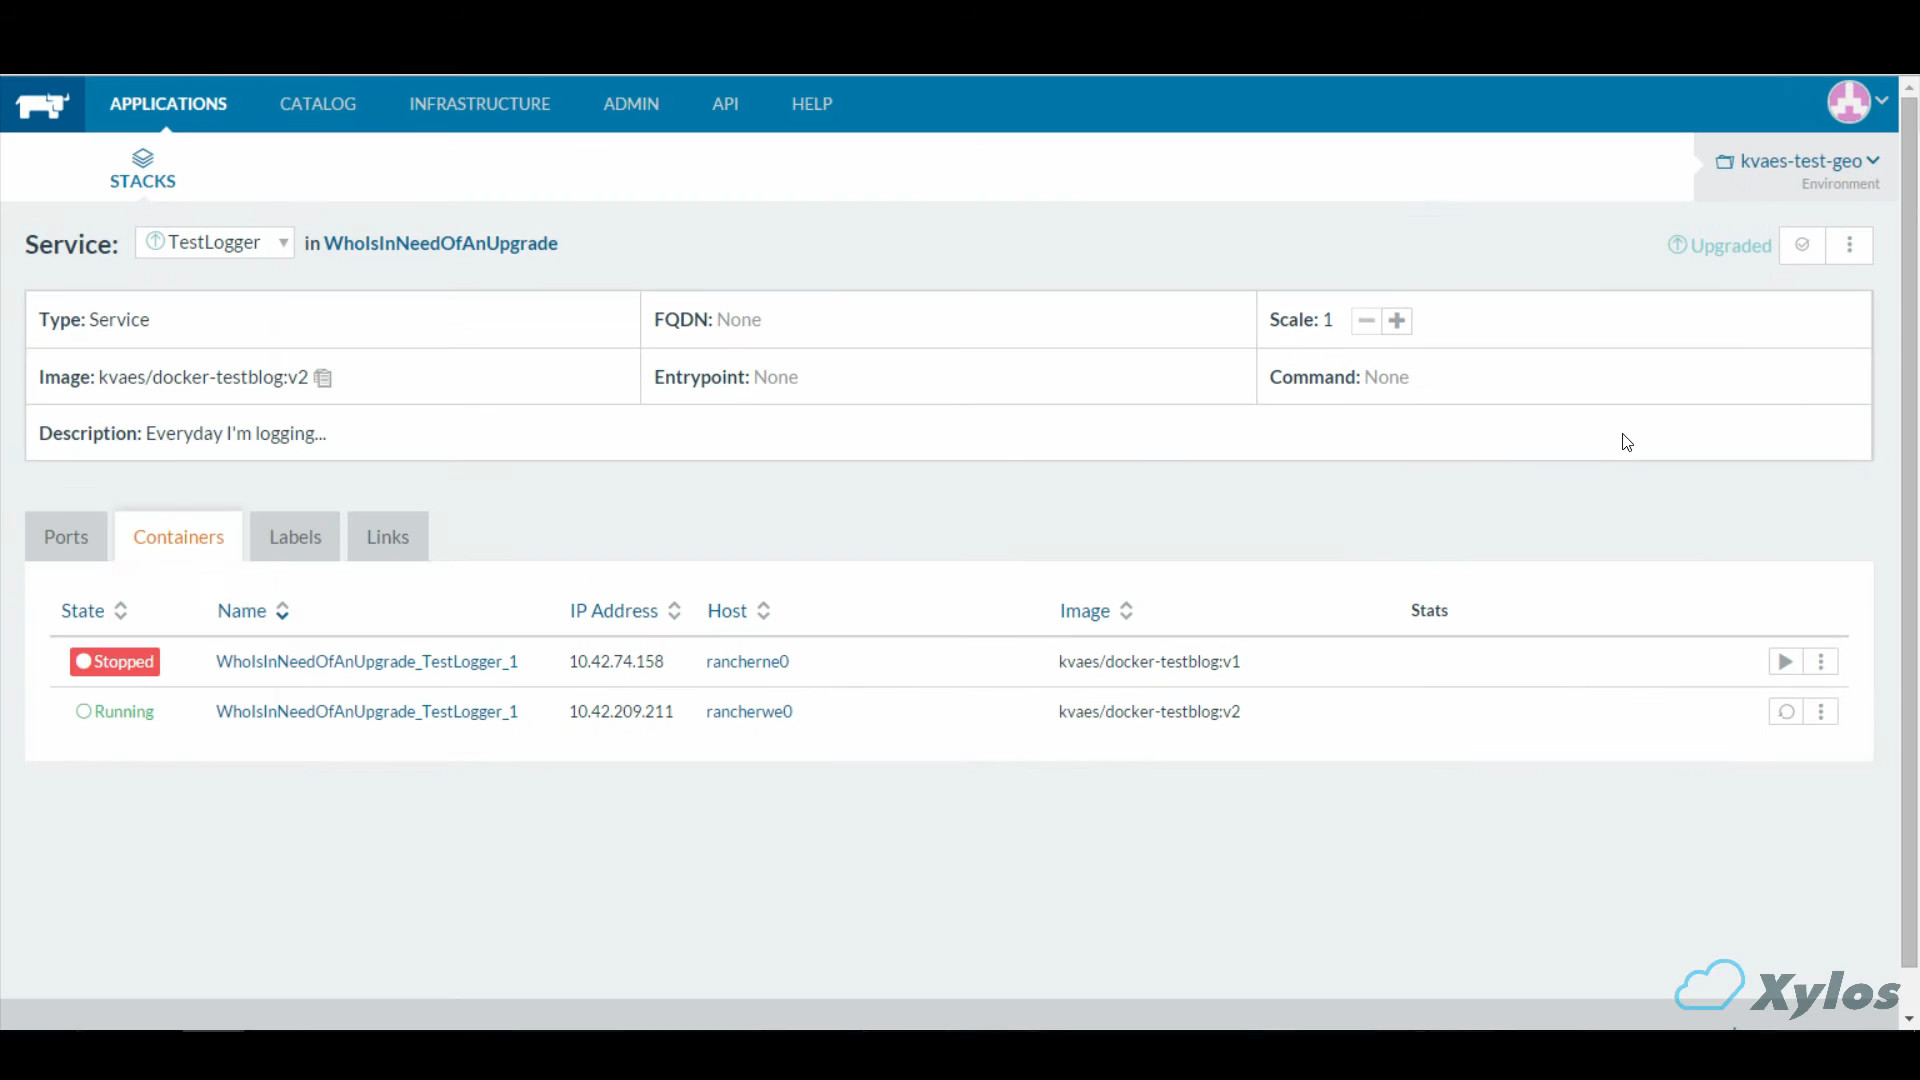 APPLICATIONS CATALOG INFRASTRUCTURE ADMIN API HELP
STACKS
kvaes-test-geo
Environment
Service: TestLogger in WhoIsInNeedOfAnUpgrade
Upgraded
Type: Service FQDN: None Scale: 1
Image: kvaes/docker-testblog:v2 Entrypoint: None Command: None
Description: Everyday I'm logging...
Ports Containers Labels Links
State Name IP Address Host Image Stats
Stopped WhoIsInNeedOfAnUpgrade_TestLogger_1 10.42.74.158 rancherne0 kvaes/docker-testblog:v1
Running WhoIsInNeedOfAnUpgrade_TestLogger_1 10.42.209.211 rancherwe0 kvaes/docker-testblog:v2
Xylos